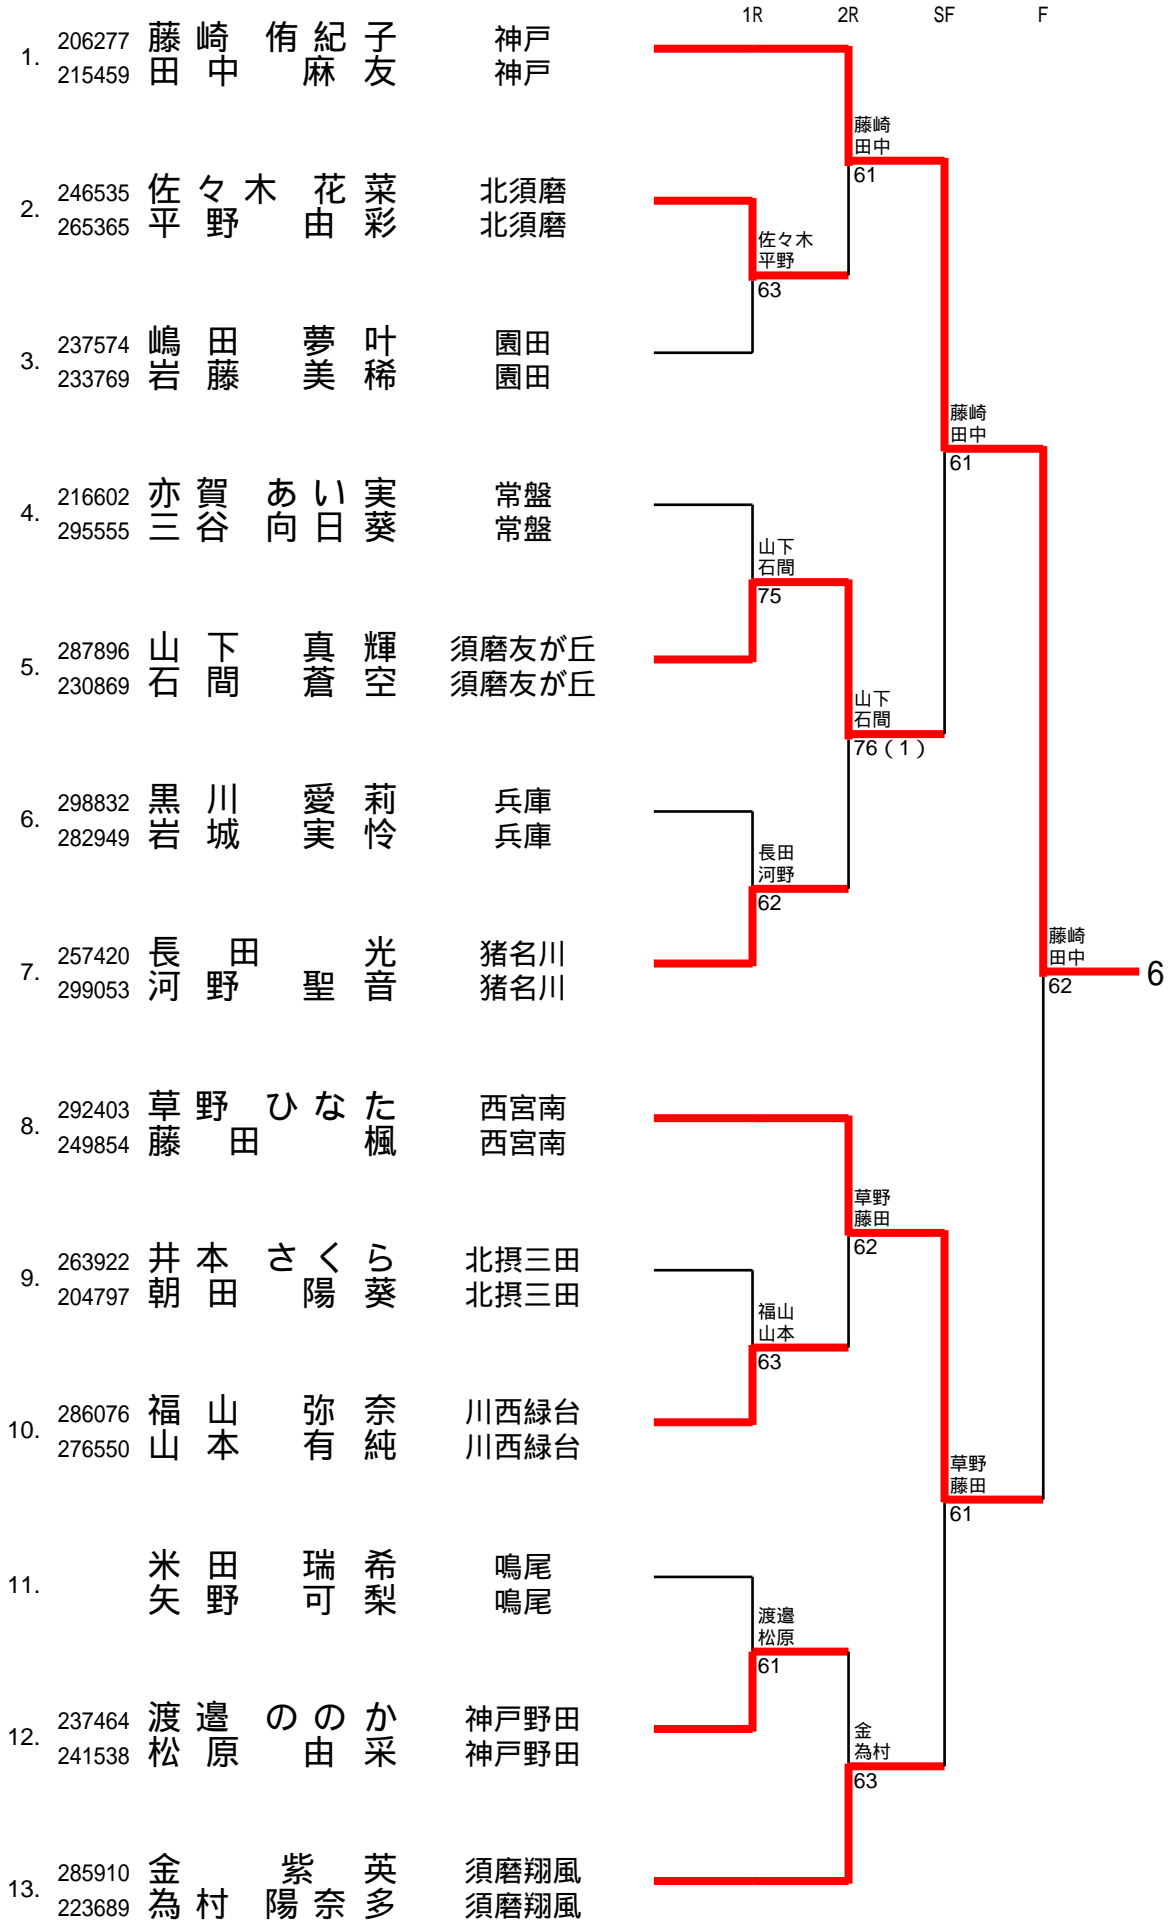 1R 2R SF F
1. 206277 藤崎 侑紀子 神戸
215459 田中 麻友 神戸
藤崎
田中
61
2. 246535 佐々木 花菜 北須磨
265365 平野 由彩 北須磨
佐々木
平野
63
3. 237574 嶋田 夢叶 園田
233769 岩藤 美稀 園田
藤崎
田中
61
4. 216602 亦賀 あい実 常盤
295555 三谷 向日葵 常盤
山下
石間
75
5. 287896 山下 真輝 須磨友が丘
230869 石間 蒼空 須磨友が丘
山下
石間
76(1)
6. 298832 黒川 愛莉 兵庫
282949 岩城 実怜 兵庫
長田
河野
62
7. 257420 長田 光 猪名川
299053 河野 聖音 猪名川
藤崎
田中
62
6
8. 292403 草野 ひなた 西宮南
249854 藤田 楓 西宮南
草野
藤田
62
9. 263922 井本 さくら 北摂三田
204797 朝田 陽葵 北摂三田
福山
山本
63
10. 286076 福山 弥奈 川西緑台
276550 山本 有純 川西緑台
草野
藤田
61
11. 米田 瑞希 鳴尾
矢野 可梨 鳴尾
渡邉
松原
61
12. 237464 渡邉 ののか 神戸野田
241538 松原 由采 神戸野田
金
為村
63
13. 285910 金 紫英 須磨翔風
223689 為村 陽奈多 須磨翔風